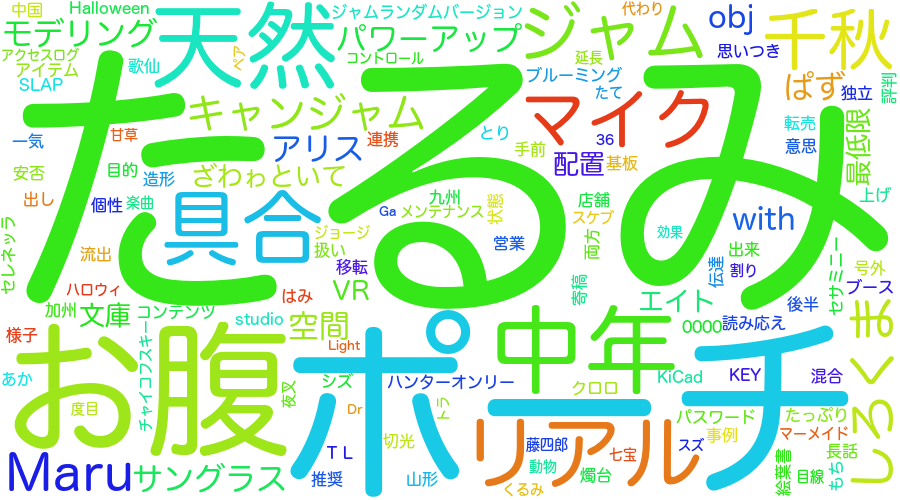 中国
Halloween
ジャムランダムバージョン
代わり
モデリング
天然
パワーアップ
ジャム
obj
千秋
アクセスログ
アイテム
歌仙
ペア
コントロール
延長
思いつき
SLAP
ブルーミング
ぱず
独立
評判
たるみ
キャンジャム
マイク
たて
転売
一気
甘草
アリス
連携
とり
36
意思
最低限
安否
目的
ざわゎといて
手前
配置
基板
出し
造形
具合
九州
店舗
上げ
個性
楽曲
Ga
メンテナンス
状態
スケブ
with
セレネッラ
流出
ジョージ
扱い
営業
両方
効果
出来
セサミニー
移転
伝達
割り
号外
ハロウィ
VR
はみ
寄稿
エイト
ブース
加州
文庫
コンテンツ
後半
しろくま
様子
studio
空間
中年
0000
読み応え
お腹
ポーチ
チャイコフスキー
Light
あか
シズ
ハンターオンリー
クロロ
KiCad
KEY
混合
度目
夜叉
Dr
トラ
リアル
パスワード
たっぷり
切光
藤四郎
七宝
スズ
事例
マーメイド
Maru
サングラス
TL
動物
燭台
絵葉書
目線
もち
長話
推奨
山形
くるみ